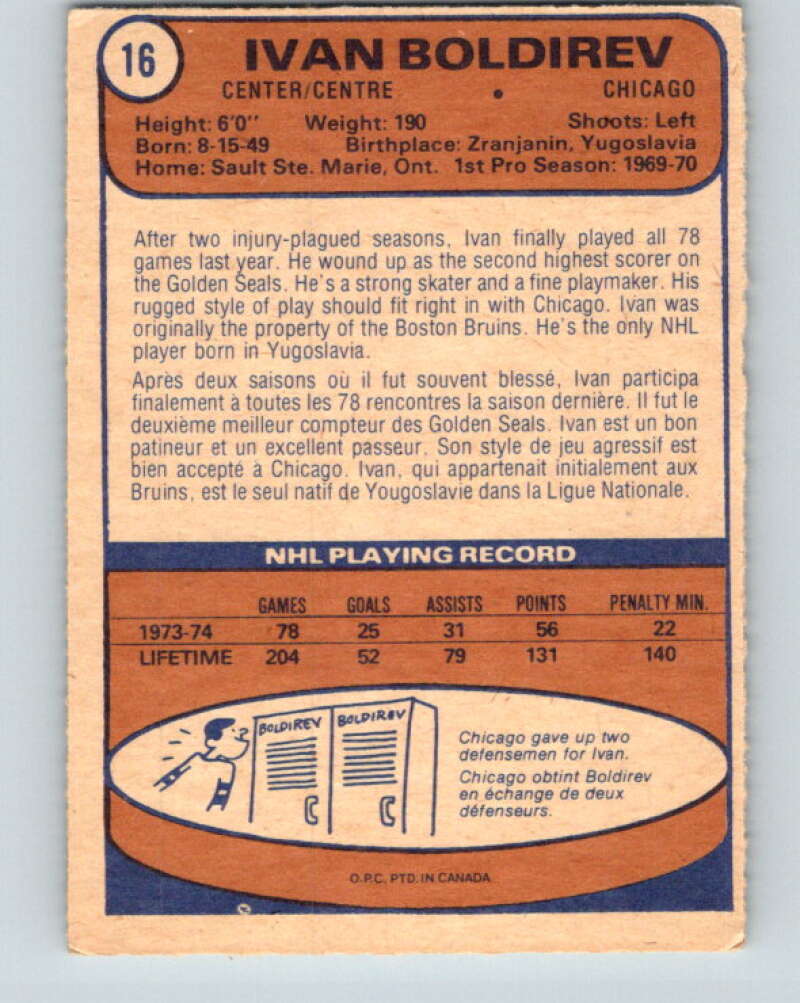 16
IVAN BOLDIREV
CENTER/CENTRE • CHICAGO
Height: 6'0" Weight: 190 Shoots: Left
Born: 8-15-49 Birthplace: Zranjanin, Yugoslavia
Home: Sault Ste. Marie, Ont. 1st Pro Season: 1969-70
After two injury-plagued seasons, Ivan finally played all 78
games last year. He wound up as the second highest scorer on
the Golden Seals. He's a strong skater and a fine playmaker. His
rugged style of play should fit right in with Chicago. Ivan was
originally the property of the Boston Bruins. He's the only NHL
player born in Yugoslavia.
Après deux saisons où il fut souvent blessé, Ivan participa
finalement à toutes les 78 rencontres la saison dernière. Il fut le
deuxième meilleur compteur des Golden Seals. Ivan est un bon
patineur et un excellent passeur. Son style de jeu agressif est
bien accepté à Chicago. Ivan, qui appartenait initialement aux
Bruins, est le seul natif de Yougoslavie dans la Ligue Nationale.
NHL PLAYING RECORD
GAMES GOALS ASSISTS POINTS PENALTY MIN.
1973-74 78 25 31 56 22
LIFETIME 204 52 79 131 140
BOLDIREV BOLDIREV
Chicago gave up two
defensemen for Ivan.
Chicago obtint Boldirev
en échange de deux
défenseurs.
O.P.C. PTD. IN CANADA